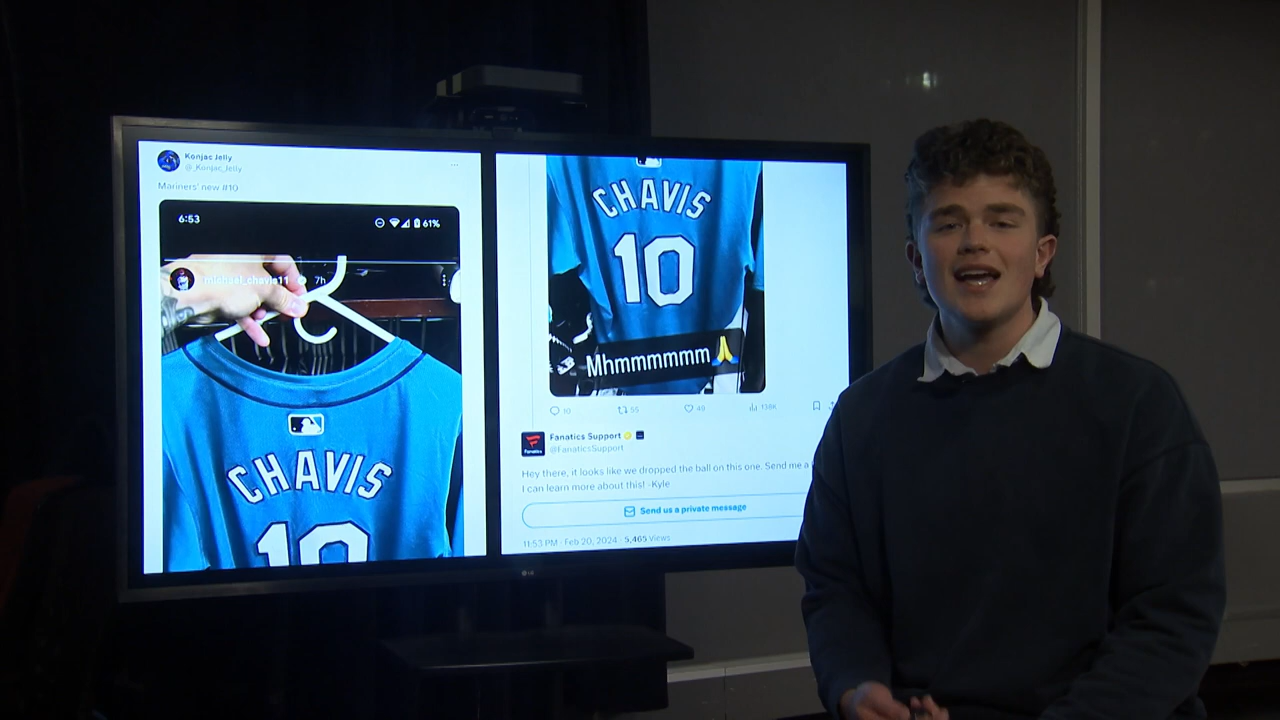 Konjac Jelly
@_Konjac_Jelly
Mariners' new #10
6:53
61%
michael_chavis11 7h
CHAVIS
10
CHAVIS
10
Mhmmmmmm🙏
10 55 49 138K
Fanatics
Fanatics Support
@FanaticsSupport
Hey there, it looks like we dropped the ball on this one. Send me a
I can learn more about this! -Kyle
Send us a private message
11:53 PM · Feb 20, 2024 · 5,465 Views
LG